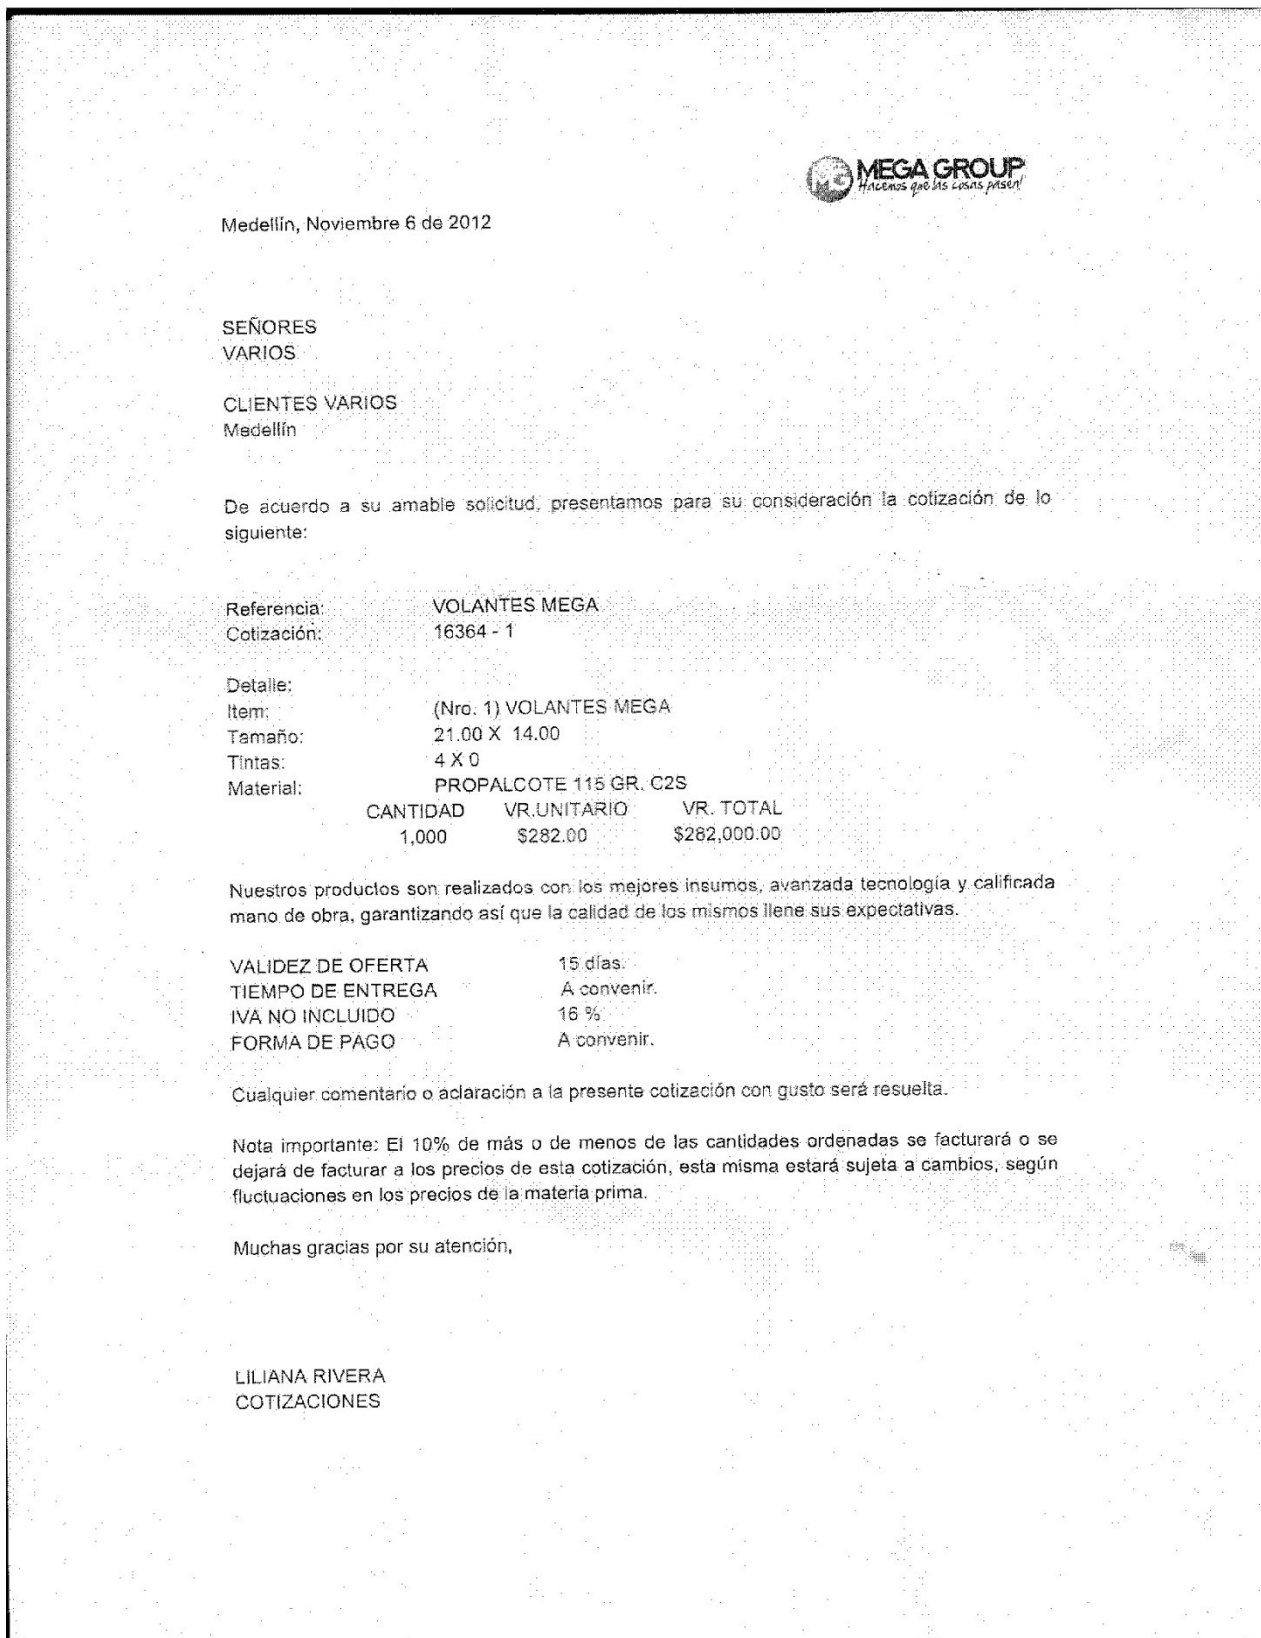 MG MEGA GROUP
Hacemos que las cosas pasen!
Medellín, Noviembre 6 de 2012
SEÑORES
VARIOS
CLIENTES VARIOS
Medellín
De acuerdo a su amable solicitud, presentamos para su consideración la cotización de lo
siguiente:
Referencia: VOLANTES MEGA
Cotización: 16364 - 1
Detalle:
Item: (Nro. 1) VOLANTES MEGA
Tamaño: 21.00 X 14.00
Tintas: 4 X 0
Material: PROPALCOTE 115 GR. C2S
CANTIDAD VR.UNITARIO VR. TOTAL
1,000 $282.00 $282,000.00
Nuestros productos son realizados con los mejores insumos, avanzada tecnología y calificada
mano de obra, garantizando así que la calidad de los mismos llene sus expectativas.
VALIDEZ DE OFERTA 15 días.
TIEMPO DE ENTREGA A convenir.
IVA NO INCLUIDO 16 %
FORMA DE PAGO A convenir.
Cualquier comentario o aclaración a la presente cotización con gusto será resuelta.
Nota importante: El 10% de más o de menos de las cantidades ordenadas se facturará o se
dejará de facturar a los precios de esta cotización, esta misma estará sujeta a cambios, según
fluctuaciones en los precios de la materia prima.
Muchas gracias por su atención,
LILIANA RIVERA
COTIZACIONES